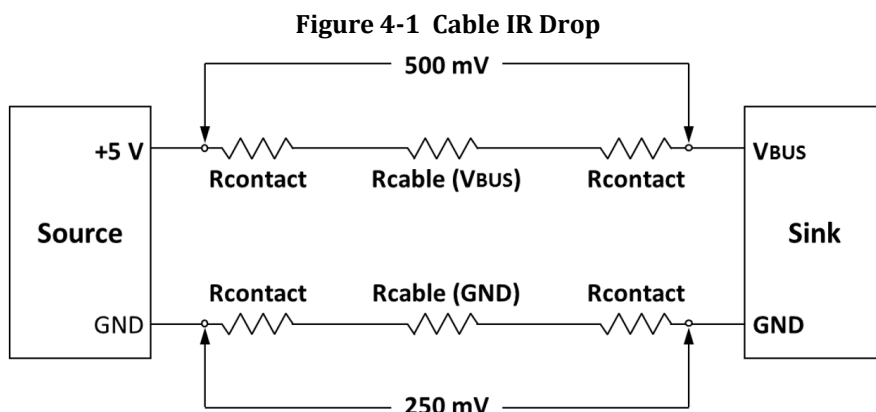 Figure 4-1 Cable IR Drop
500 mV
+5 V
VBUS
Rcontact
Rcable (VBUS)
Rcontact
Source
Sink
Rcontact
Rcable (GND)
Rcontact
GND
GND
250 mV